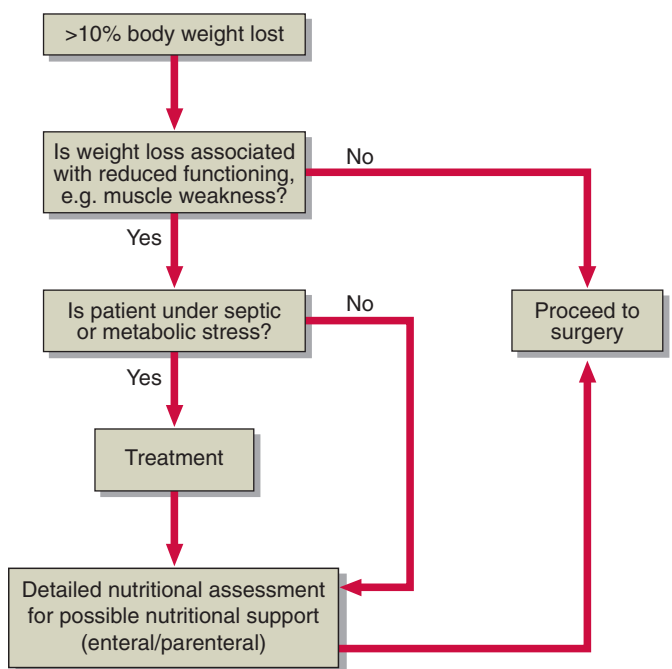 >10% body weight lost
Is weight loss associated
with reduced functioning,
e.g. muscle weakness?
No
Yes
Is patient under septic
or metabolic stress?
No
Proceed to
surgery
Yes
Treatment
Detailed nutritional assessment
for possible nutritional support
(enteral/parenteral)